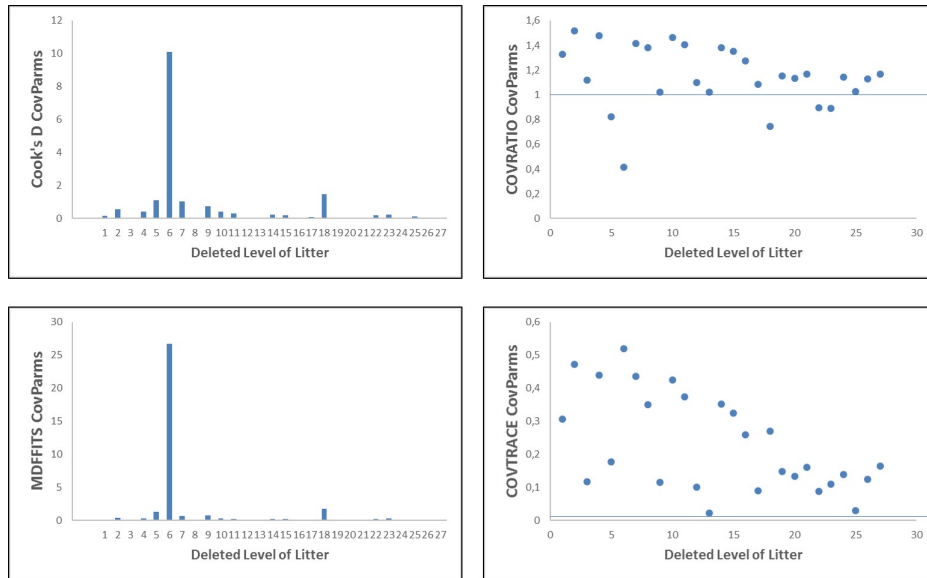 12
10
8
6
4
2
0
Cook's D CovParms
1 2 3 4 5 6 7 8 9 10 11 12 13 14 15 16 17 18 19 20 21 22 23 24 25 26 27
Deleted Level of Litter
1,6
1,4
1,2
1
0,8
0,6
0,4
0,2
0
COVRATIO CovParms
0 5 10 15 20 25 30
Deleted Level of Litter
30
25
20
15
10
5
0
MDFFITS CovParms
1 2 3 4 5 6 7 8 9 10 11 12 13 14 15 16 17 18 19 20 21 22 23 24 25 26 27
Deleted Level of Litter
0,6
0,5
0,4
0,3
0,2
0,1
0
COVTRACE CovParms
0 5 10 15 20 25 30
Deleted Level of Litter